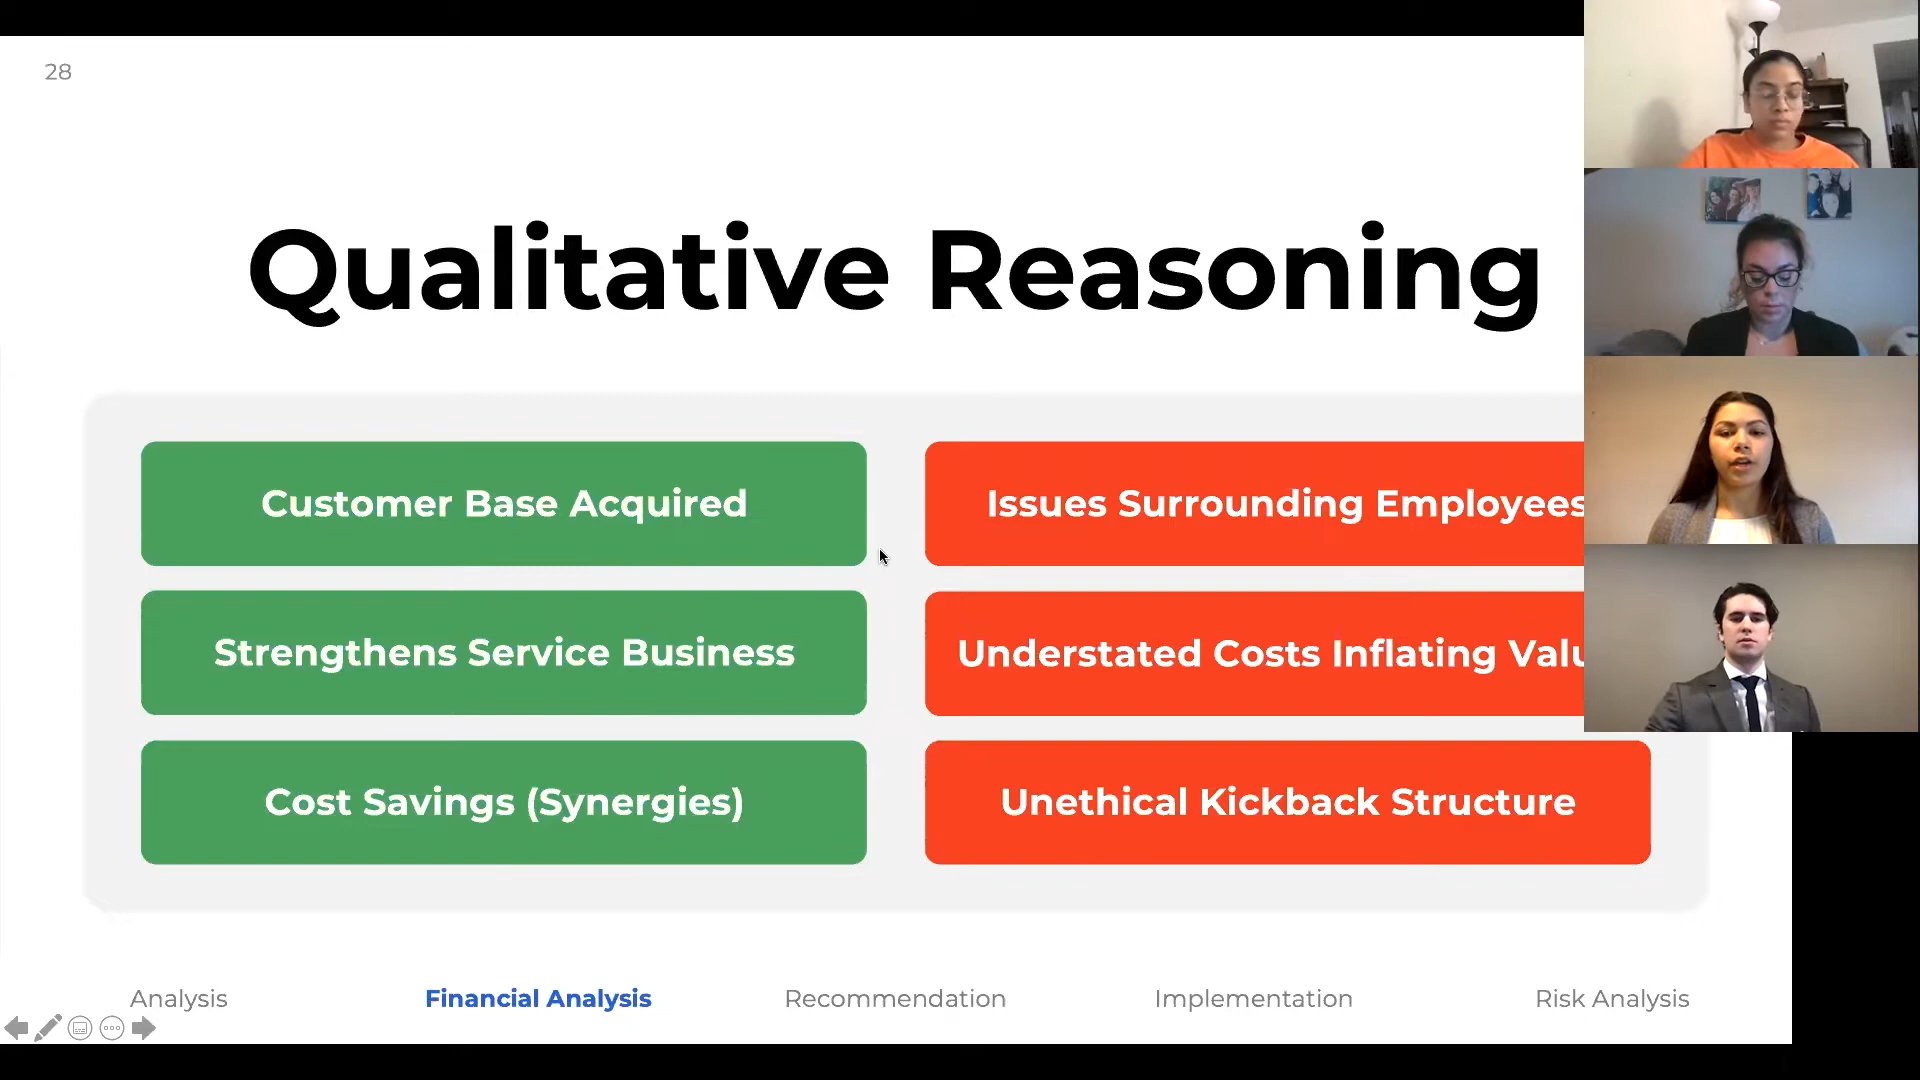 28
Qualitative Reasoning
Customer Base Acquired
Issues Surrounding Employees
Strengthens Service Business
Understated Costs Inflating
Cost Savings (Synergies)
Unethical Kickback Structure
Analysis
Financial Analysis
Recommendation
Implementation
Risk Analysis